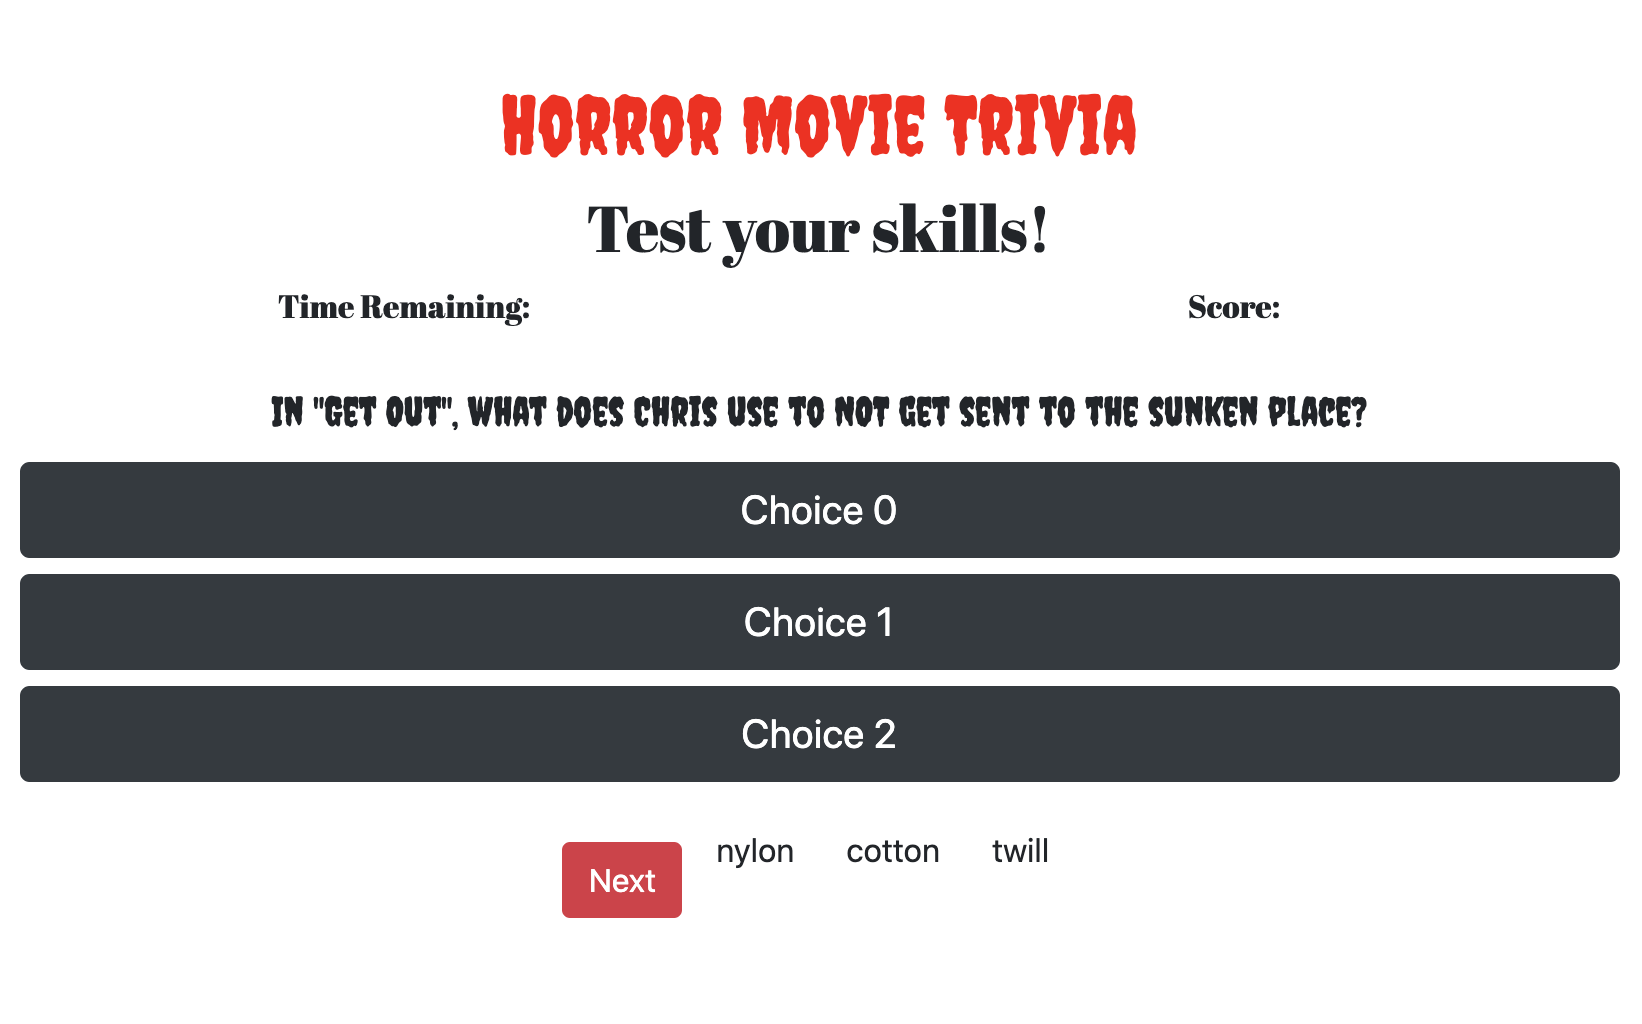 HORROR MOVIE TRIVIA
Test your skills!
Time Remaining: Score:
IN "GET OUT", WHAT DOES CHRIS USE TO NOT GET SENT TO THE SUNKEN PLACE?
Choice 0
Choice 1
Choice 2
Next nylon cotton twill